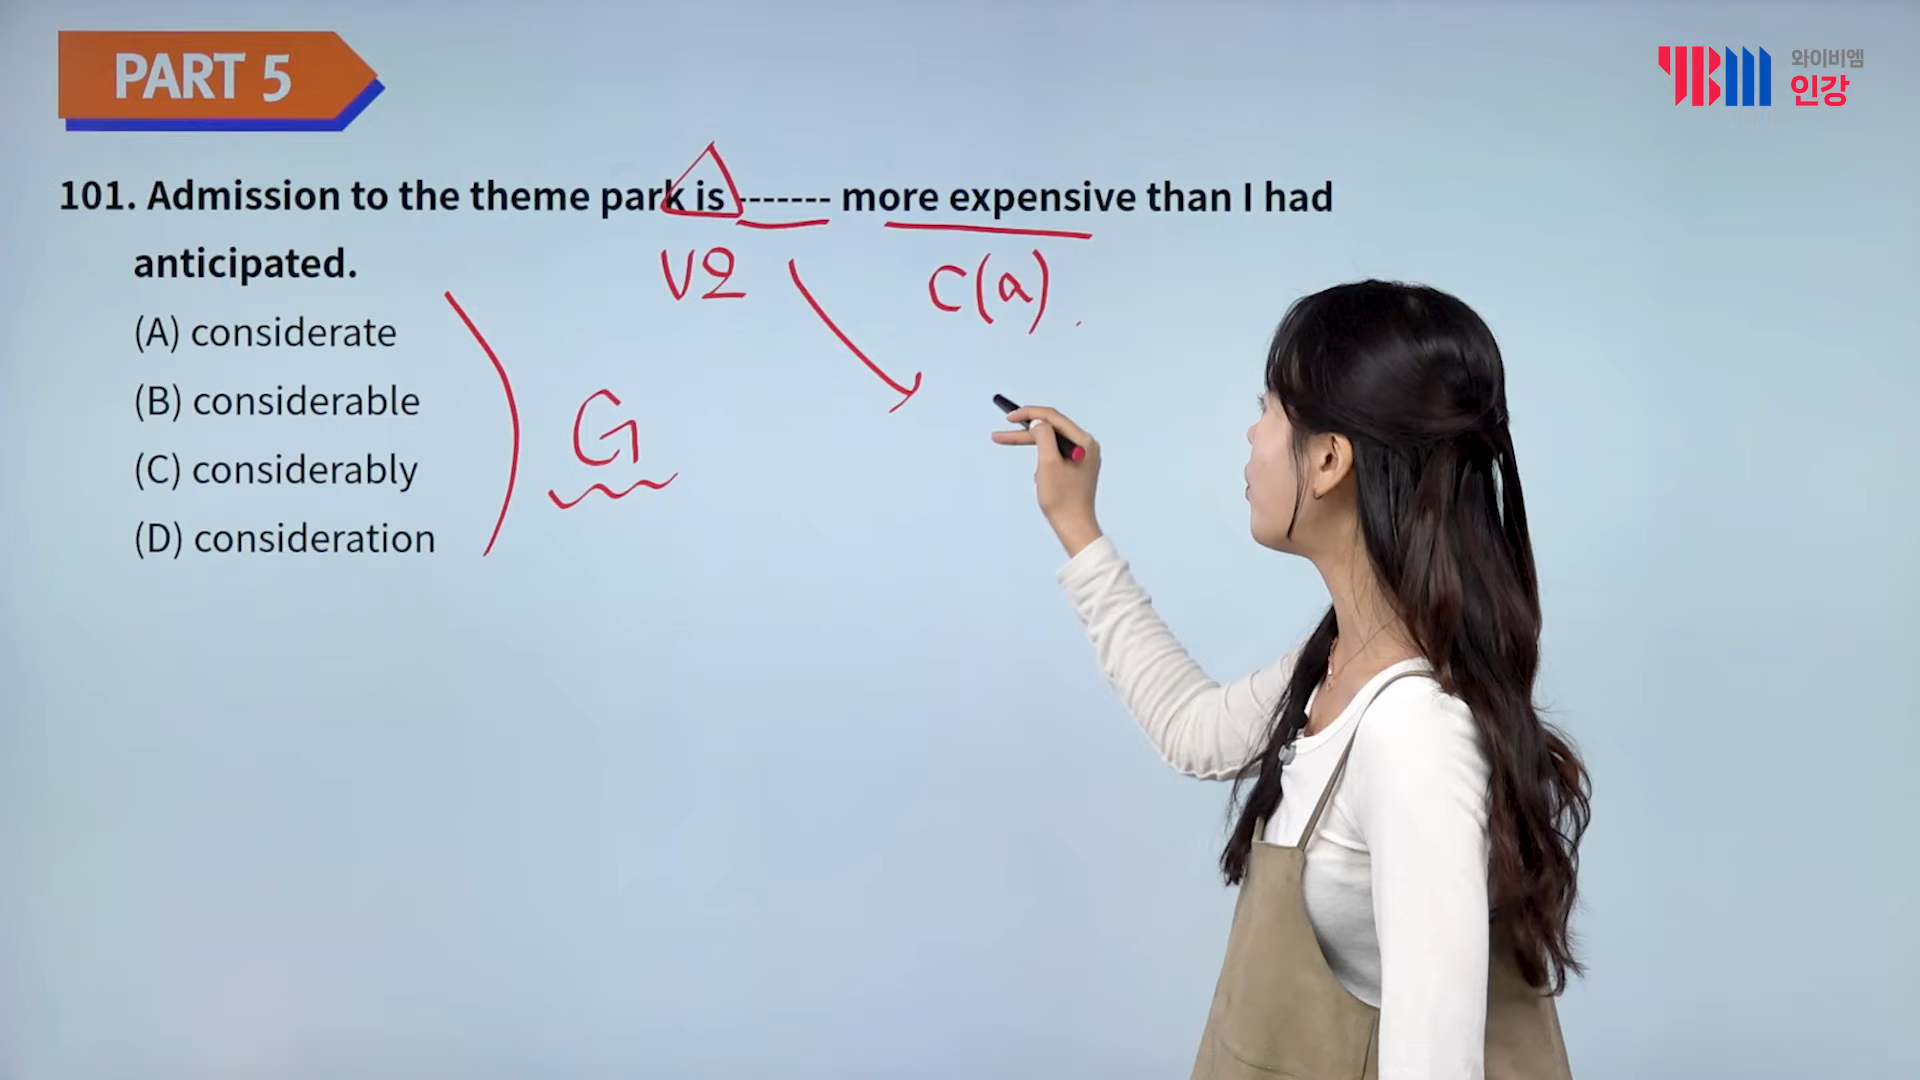 PART 5
YBM 와이비엠
인강
101. Admission to the theme park is ------- more expensive than I had
anticipated.
V2
C(a).
(A) considerate
(B) considerable
(C) considerably
(D) consideration
G